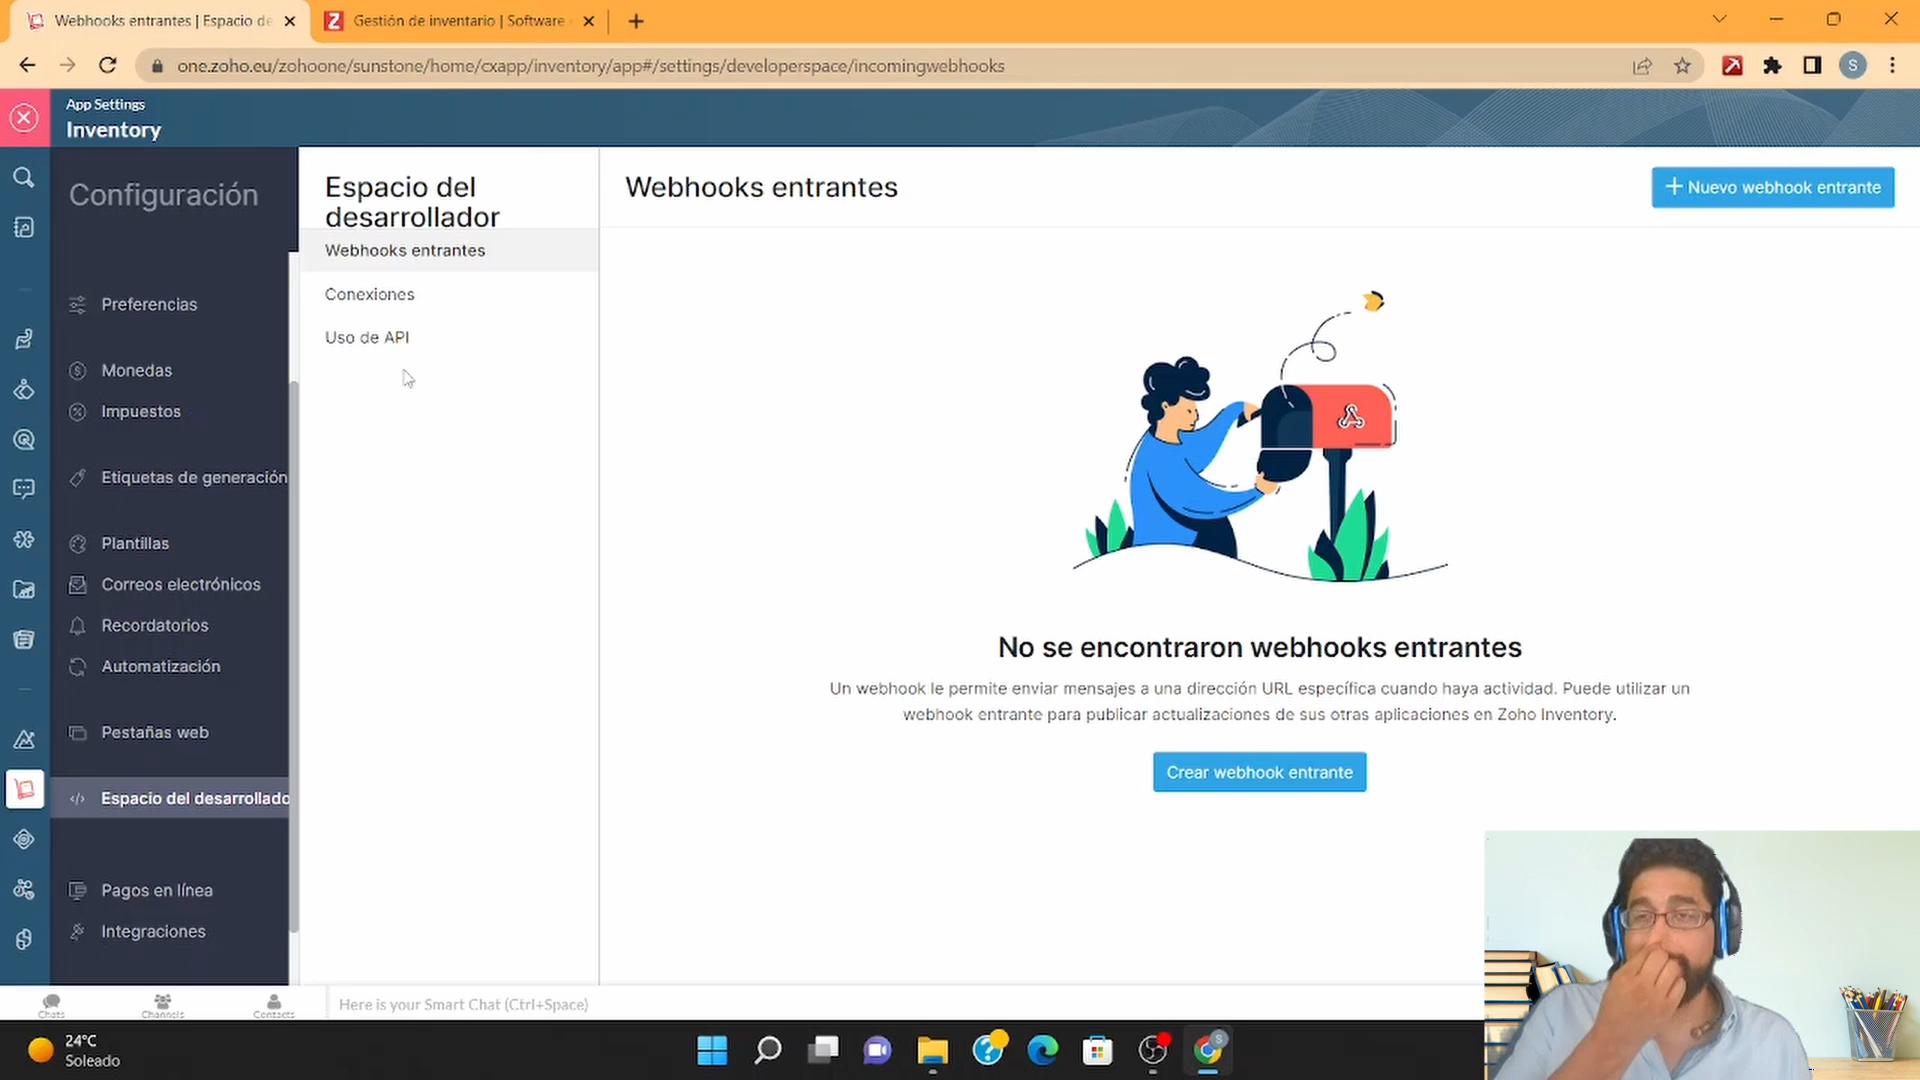 Webhooks entrantes | Espacio de
Gestión de inventario | Software
one.zoho.eu/zohoone/sunstone/home/cxapp/inventory/app#/settings/developerspace/incomingwebhooks
S
App Settings
Inventory
Configuración
Preferencias
Monedas
Impuestos
Etiquetas de generación
Plantillas
Correos electrónicos
Recordatorios
Automatización
Pestañas web
Espacio del desarrollado
Pagos en línea
Integraciones
Espacio del
desarrollador
Webhooks entrantes
Conexiones
Uso de API
Webhooks entrantes
+ Nuevo webhook entrante
No se encontraron webhooks entrantes
Un webhook le permite enviar mensajes a una dirección URL específica cuando haya actividad. Puede utilizar un
webhook entrante para publicar actualizaciones de sus otras aplicaciones en Zoho Inventory.
Crear webhook entrante
Chats
Channels
Contacts
Here is your Smart Chat (Ctrl+Space)
24°C
Soleado